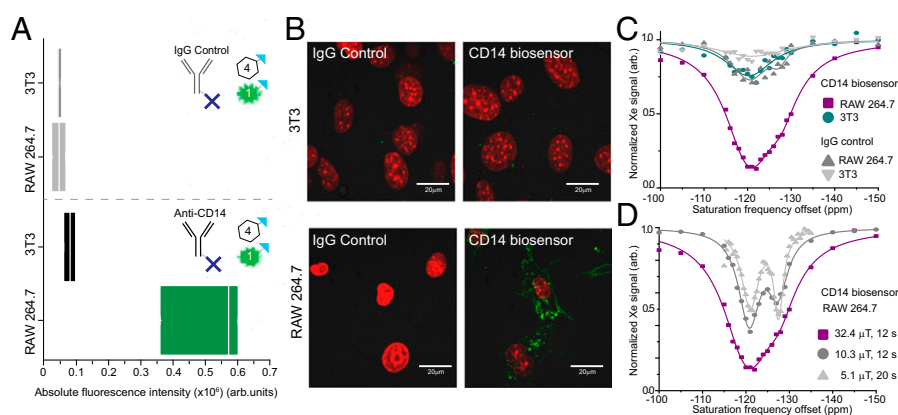 A
IgG Control
4
1
3T3
RAW 264.7
Anti-CD14
4
1
3T3
RAW 264.7
0 0.1 0.2 0.3 0.4 0.5 0.6 0.7
Absolute fluorescence intensity (x10⁶) (arb.units)
B
IgG Control
CD14 biosensor
3T3
20µm
20µm
IgG Control
CD14 biosensor
RAW 264.7
20µm
20µm
C
Normalized Xe signal (arb.)
1.0
0.5
0.0
CD14 biosensor
RAW 264.7
3T3
IgG control
RAW 264.7
3T3
-100 -110 -120 -130 -140 -150
Saturation frequency offset (ppm)
D
Normalized Xe signal (arb.)
1.0
0.5
0.0
CD14 biosensor
RAW 264.7
32.4 µT, 12 s
10.3 µT, 12 s
5.1 µT, 20 s
-100 -110 -120 -130 -140 -150
Saturation frequency offset (ppm)